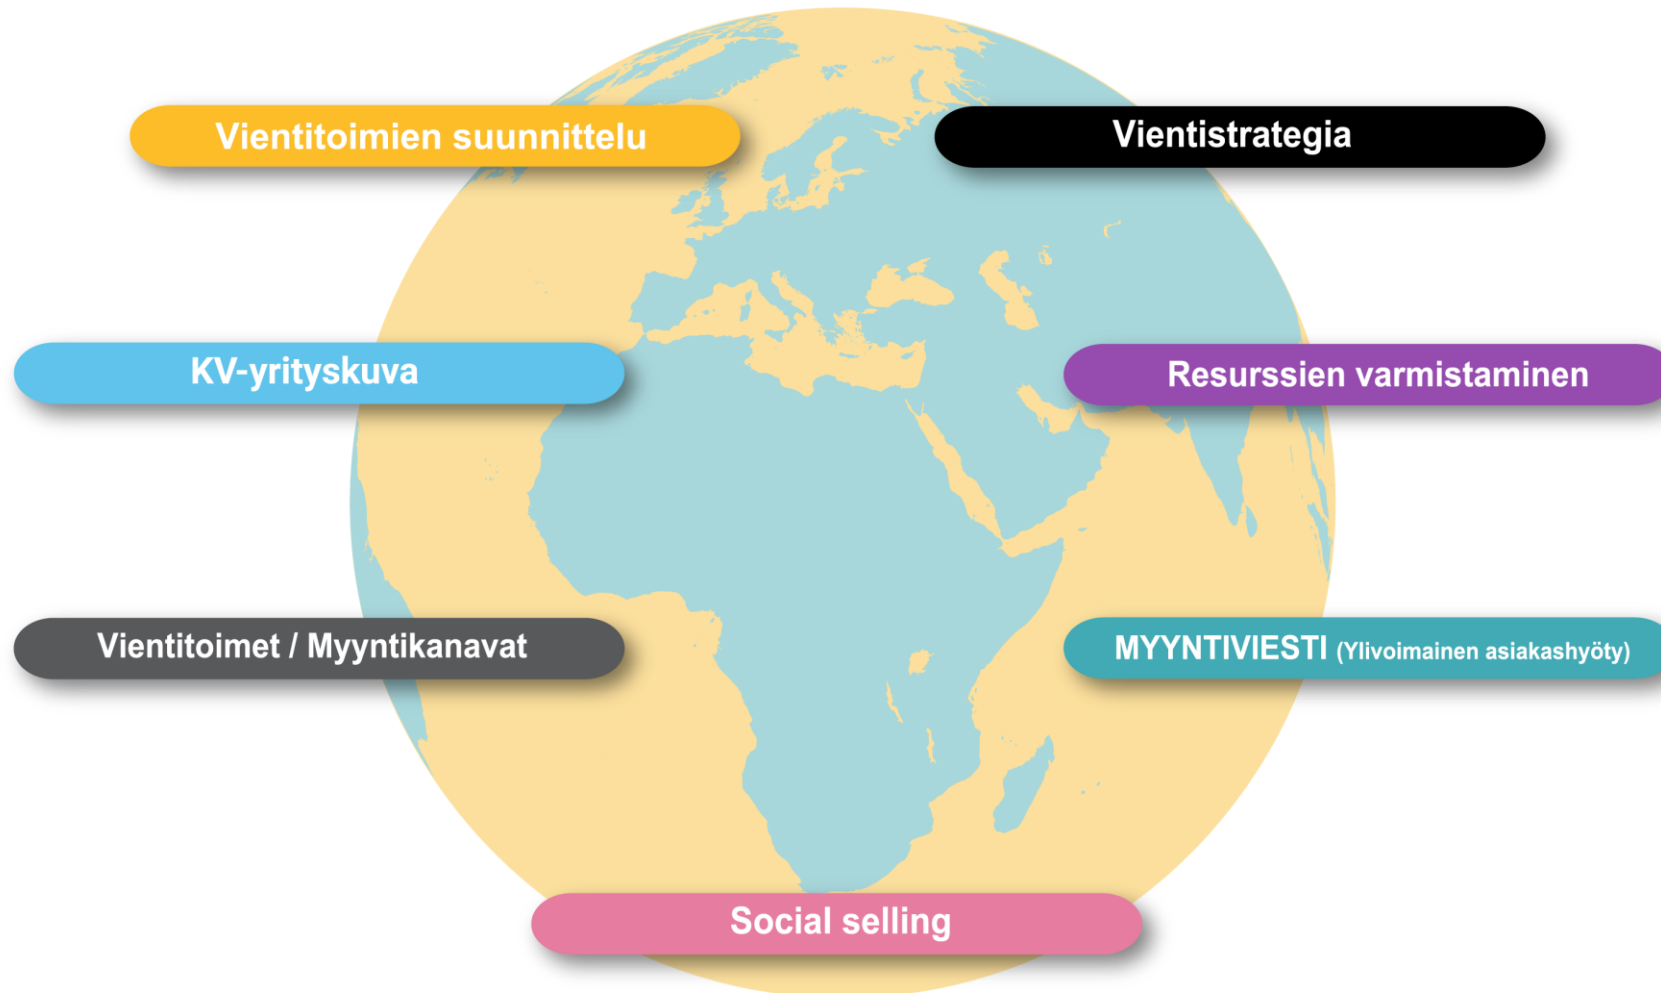 Vientitoimien suunnittelu
Vientistrategia
KV-yrityskuva
Resurssien varmistaminen
Vientitoimet / Myyntikanavat
MYYNTIVIESTI (Ylivoimainen asiakashyöty)
Social selling